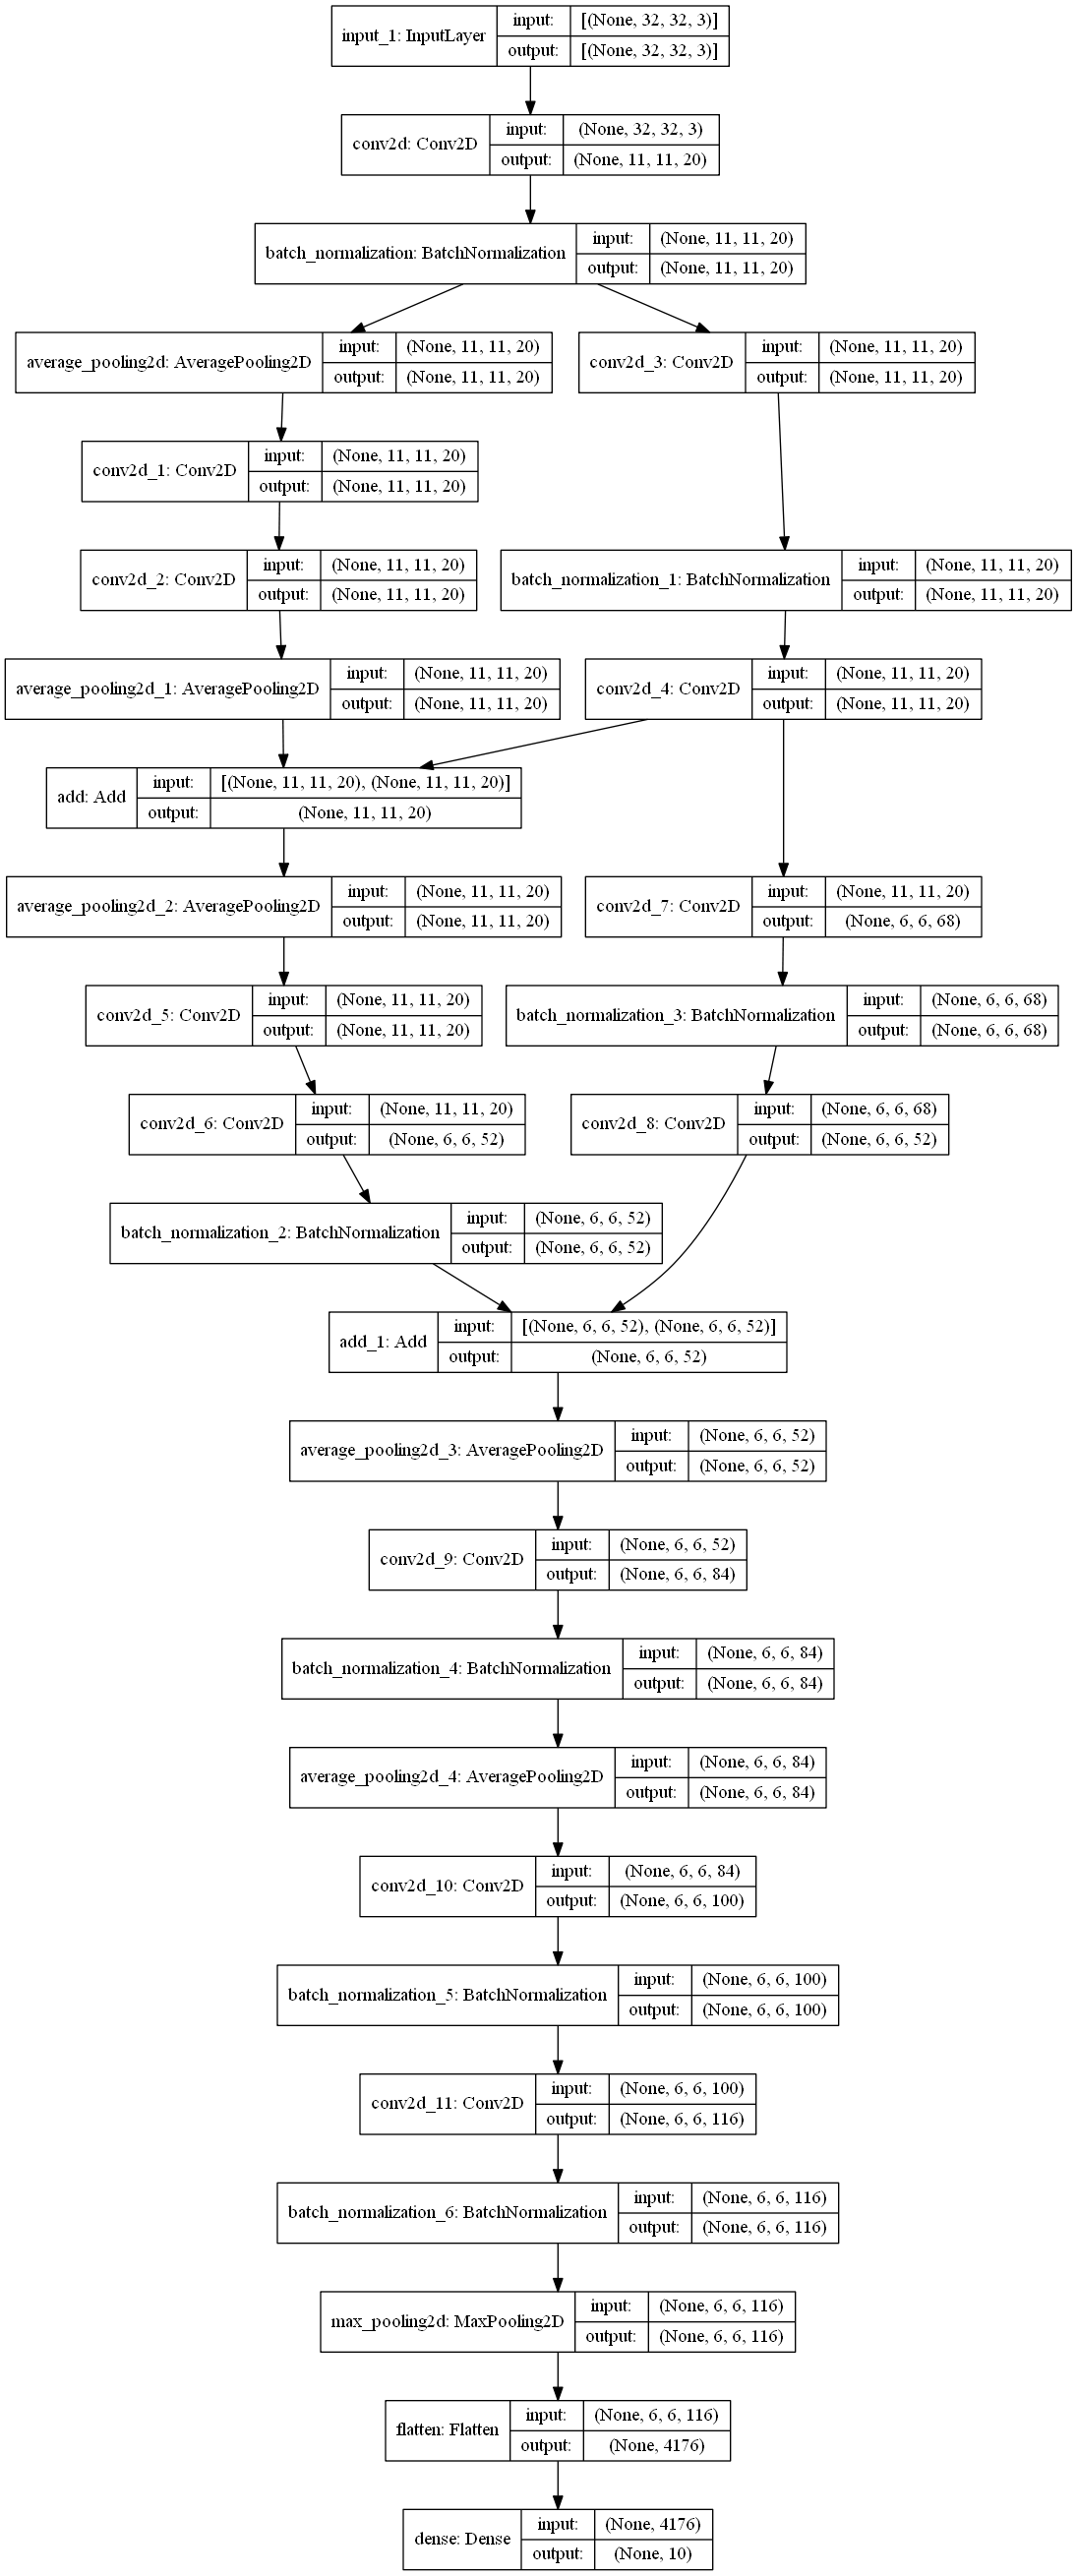 input_1: InputLayer
input: [(None, 32, 32, 3)]
output: [(None, 32, 32, 3)]
conv2d: Conv2D
input: (None, 32, 32, 3)
output: (None, 11, 11, 20)
batch_normalization: BatchNormalization
input: (None, 11, 11, 20)
output: (None, 11, 11, 20)
average_pooling2d: AveragePooling2D
input: (None, 11, 11, 20)
output: (None, 11, 11, 20)
conv2d_3: Conv2D
input: (None, 11, 11, 20)
output: (None, 11, 11, 20)
conv2d_1: Conv2D
input: (None, 11, 11, 20)
output: (None, 11, 11, 20)
conv2d_2: Conv2D
input: (None, 11, 11, 20)
output: (None, 11, 11, 20)
batch_normalization_1: BatchNormalization
input: (None, 11, 11, 20)
output: (None, 11, 11, 20)
average_pooling2d_1: AveragePooling2D
input: (None, 11, 11, 20)
output: (None, 11, 11, 20)
conv2d_4: Conv2D
input: (None, 11, 11, 20)
output: (None, 11, 11, 20)
add: Add
input: [(None, 11, 11, 20), (None, 11, 11, 20)]
output: (None, 11, 11, 20)
average_pooling2d_2: AveragePooling2D
input: (None, 11, 11, 20)
output: (None, 11, 11, 20)
conv2d_7: Conv2D
input: (None, 11, 11, 20)
output: (None, 6, 6, 68)
conv2d_5: Conv2D
input: (None, 11, 11, 20)
output: (None, 11, 11, 20)
batch_normalization_3: BatchNormalization
input: (None, 6, 6, 68)
output: (None, 6, 6, 68)
conv2d_6: Conv2D
input: (None, 11, 11, 20)
output: (None, 6, 6, 52)
conv2d_8: Conv2D
input: (None, 6, 6, 68)
output: (None, 6, 6, 52)
batch_normalization_2: BatchNormalization
input: (None, 6, 6, 52)
output: (None, 6, 6, 52)
add_1: Add
input: [(None, 6, 6, 52), (None, 6, 6, 52)]
output: (None, 6, 6, 52)
average_pooling2d_3: AveragePooling2D
input: (None, 6, 6, 52)
output: (None, 6, 6, 52)
conv2d_9: Conv2D
input: (None, 6, 6, 52)
output: (None, 6, 6, 84)
batch_normalization_4: BatchNormalization
input: (None, 6, 6, 84)
output: (None, 6, 6, 84)
average_pooling2d_4: AveragePooling2D
input: (None, 6, 6, 84)
output: (None, 6, 6, 84)
conv2d_10: Conv2D
input: (None, 6, 6, 84)
output: (None, 6, 6, 100)
batch_normalization_5: BatchNormalization
input: (None, 6, 6, 100)
output: (None, 6, 6, 100)
conv2d_11: Conv2D
input: (None, 6, 6, 100)
output: (None, 6, 6, 116)
batch_normalization_6: BatchNormalization
input: (None, 6, 6, 116)
output: (None, 6, 6, 116)
max_pooling2d: MaxPooling2D
input: (None, 6, 6, 116)
output: (None, 6, 6, 116)
flatten: Flatten
input: (None, 6, 6, 116)
output: (None, 4176)
dense: Dense
input: (None, 4176)
output: (None, 10)